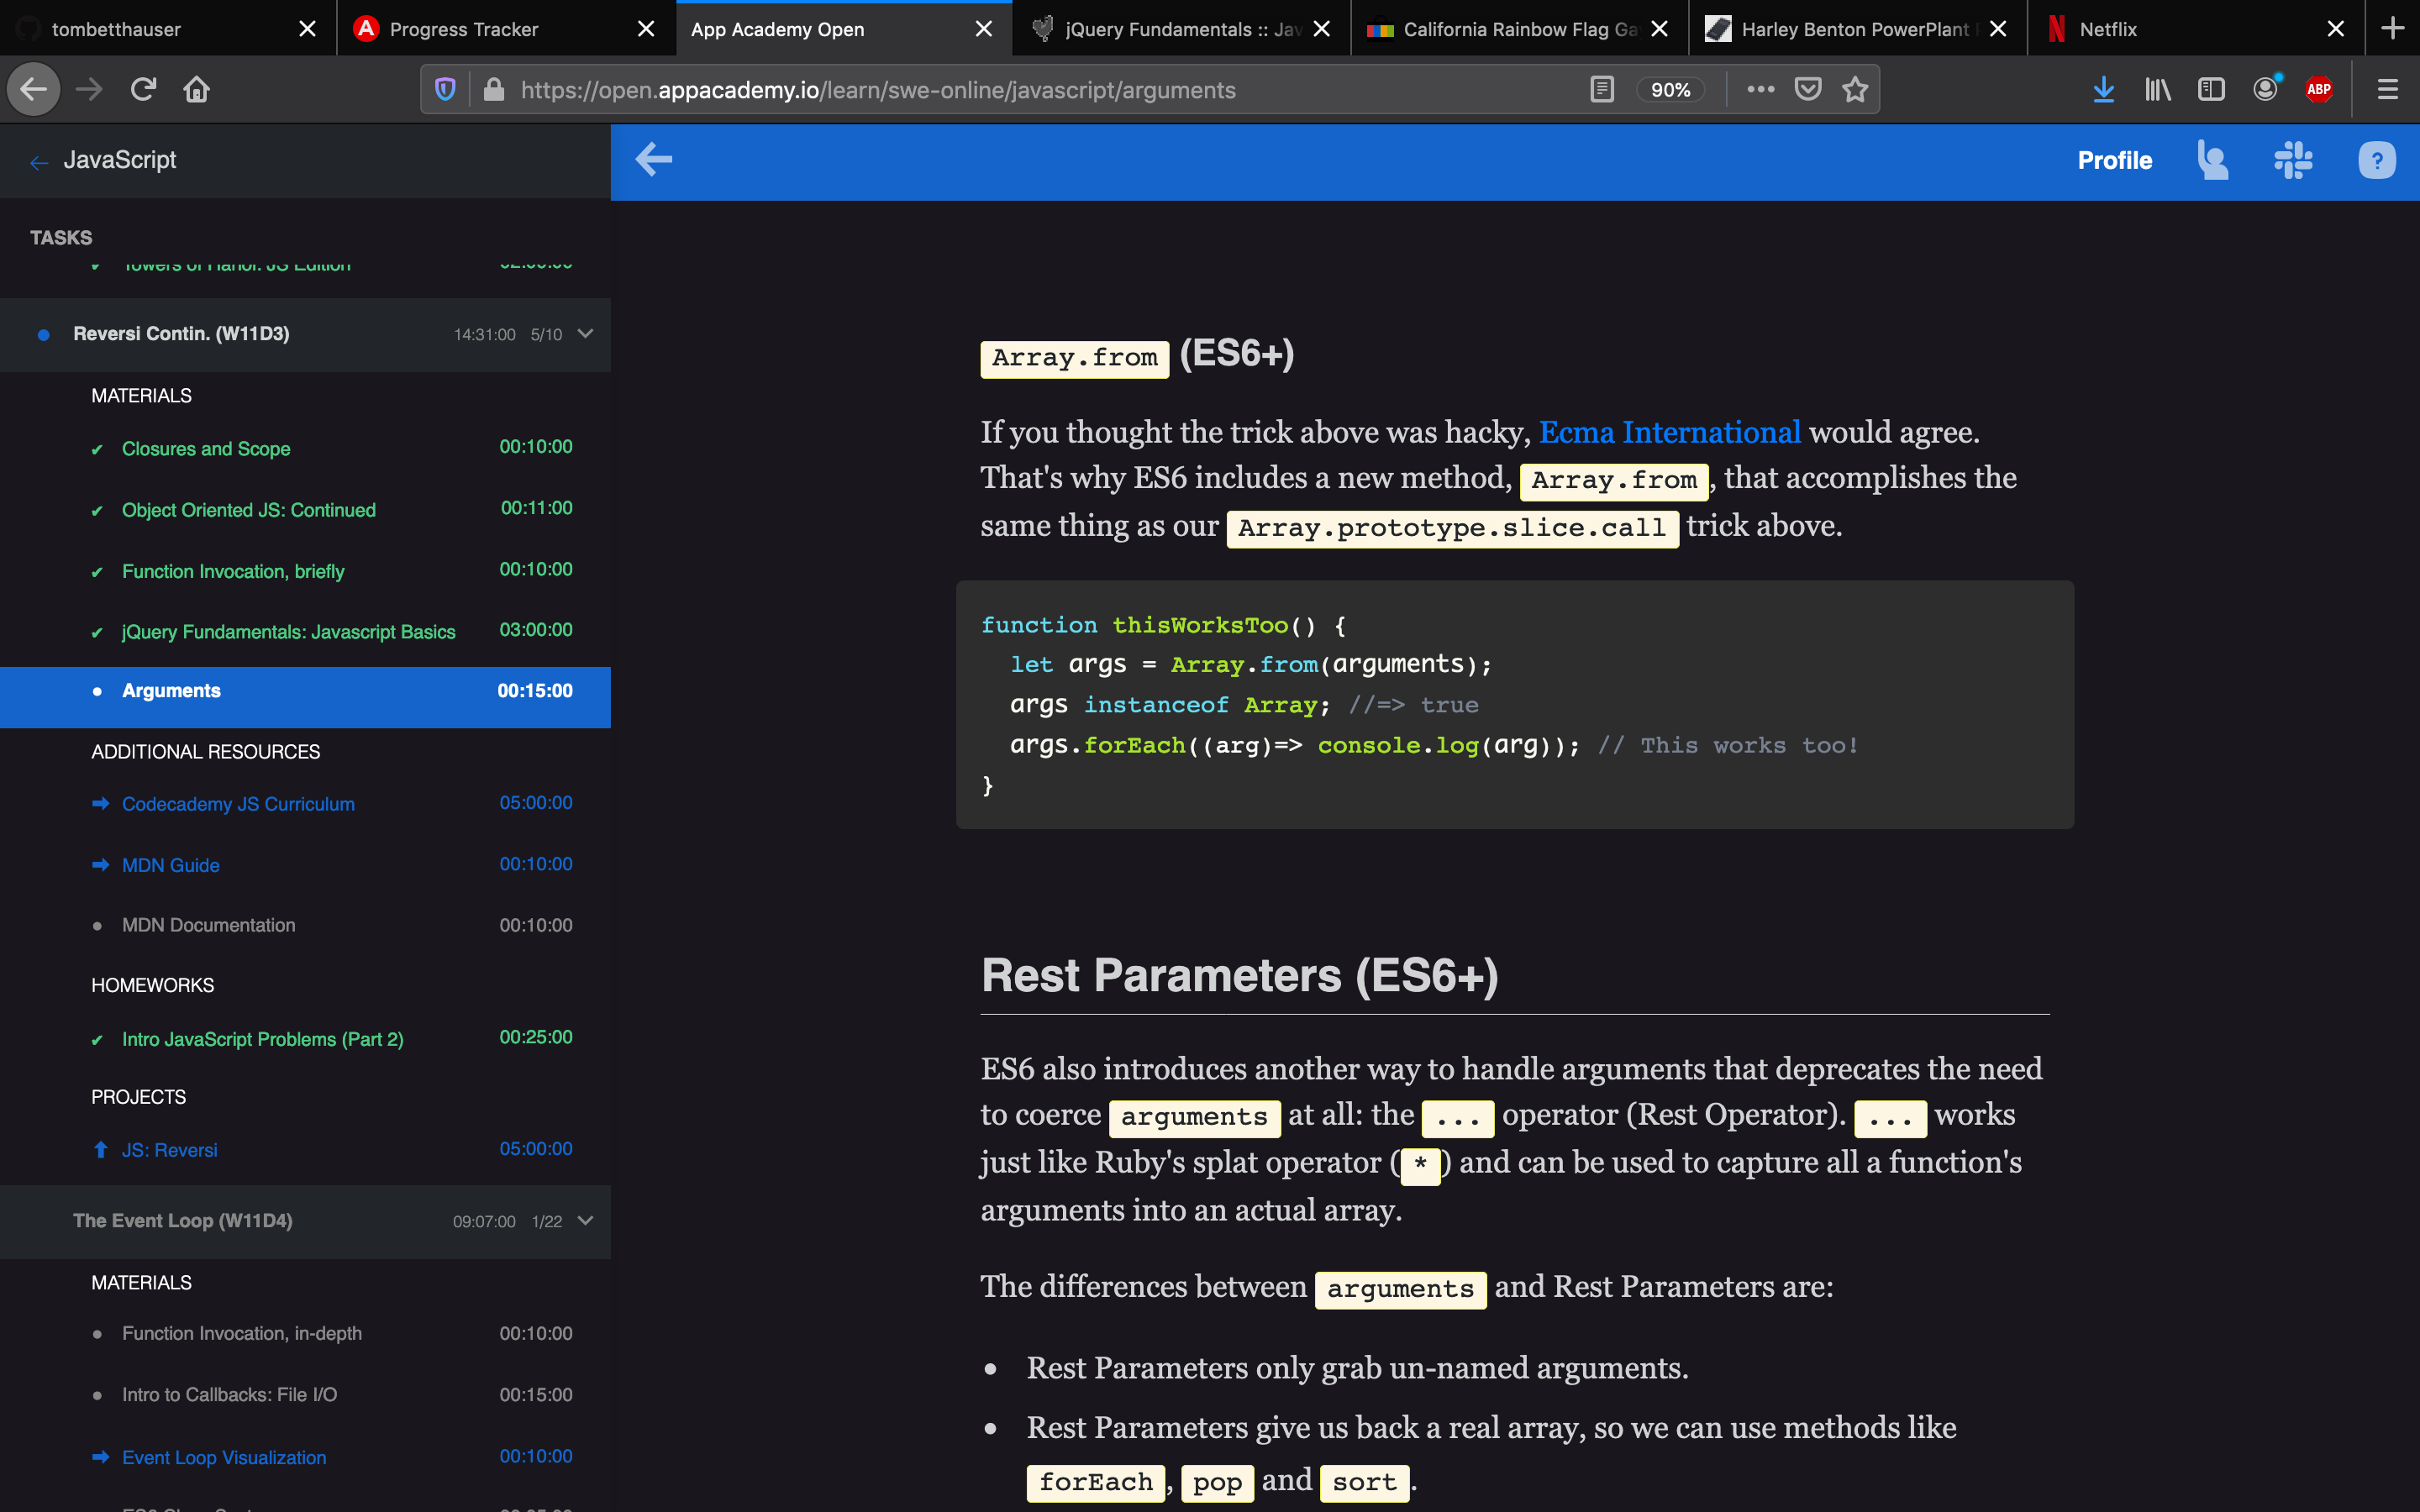 tombetthauser
Progress Tracker
App Academy Open
jQuery Fundamentals :: Jav
California Rainbow Flag Ga
Harley Benton PowerPlant
Netflix
https://open.appacademy.io/learn/swe-online/javascript/arguments
90%
ABP
← JavaScript
Profile
?
TASKS
✔ Towers of Hanoi: JS Edition
Reversi Contin. (W11D3) 14:31:00 5/10
MATERIALS
✔ Closures and Scope 00:10:00
✔ Object Oriented JS: Continued 00:11:00
✔ Function Invocation, briefly 00:10:00
✔ jQuery Fundamentals: Javascript Basics 03:00:00
• Arguments 00:15:00
ADDITIONAL RESOURCES
Codecademy JS Curriculum 05:00:00
MDN Guide 00:10:00
• MDN Documentation 00:10:00
HOMEWORKS
✔ Intro JavaScript Problems (Part 2) 00:25:00
PROJECTS
JS: Reversi 05:00:00
The Event Loop (W11D4) 09:07:00 1/22
MATERIALS
• Function Invocation, in-depth 00:10:00
• Intro to Callbacks: File I/O 00:15:00
Event Loop Visualization 00:10:00
Array.from (ES6+)
If you thought the trick above was hacky, Ecma International would agree.
That's why ES6 includes a new method, Array.from, that accomplishes the
same thing as our Array.prototype.slice.call trick above.
function thisWorksToo() {
  let args = Array.from(arguments);
  args instanceof Array; //=> true
  args.forEach((arg)=> console.log(arg)); // This works too!
}
Rest Parameters (ES6+)
ES6 also introduces another way to handle arguments that deprecates the need
to coerce arguments at all: the ... operator (Rest Operator). ... works
just like Ruby's splat operator (*) and can be used to capture all a function's
arguments into an actual array.
The differences between arguments and Rest Parameters are:
• Rest Parameters only grab un-named arguments.
• Rest Parameters give us back a real array, so we can use methods like
forEach, pop and sort.